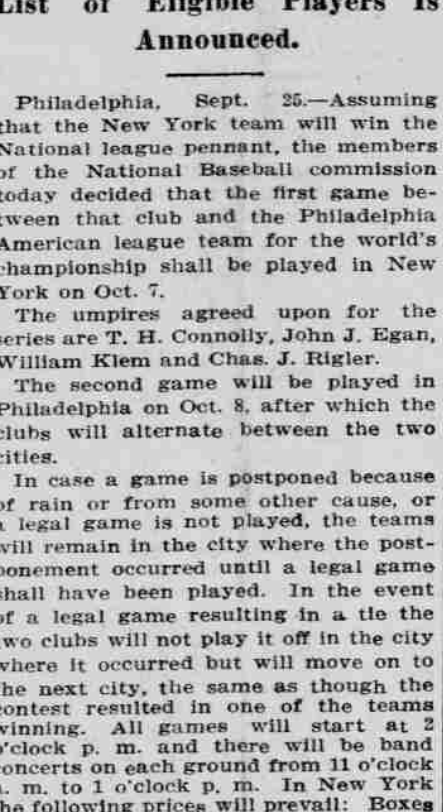 List of Eligible Players Is
Announced.
Philadelphia, Sept. 25.—Assuming
that the New York team will win the
National league pennant, the members
of the National Baseball commission
today decided that the first game be-
tween that club and the Philadelphia
American league team for the world's
championship shall be played in New
York on Oct. 7.
The umpires agreed upon for the
series are T. H. Connolly, John J. Egan,
William Klem and Chas. J. Rigler.
The second game will be played in
Philadelphia on Oct. 8, after which the
clubs will alternate between the two
cities.
In case a game is postponed because
of rain or from some other cause, or
a legal game is not played, the teams
will remain in the city where the post-
ponement occurred until a legal game
shall have been played. In the event
of a legal game resulting in a tie the
two clubs will not play it off in the city
where it occurred but will move on to
the next city, the same as though the
contest resulted in one of the teams
winning. All games will start at 2
o'clock p. m. and there will be band
concerts on each ground from 11 o'clock
a. m. to 1 o'clock p. m. In New York
the following prices will prevail: Boxes